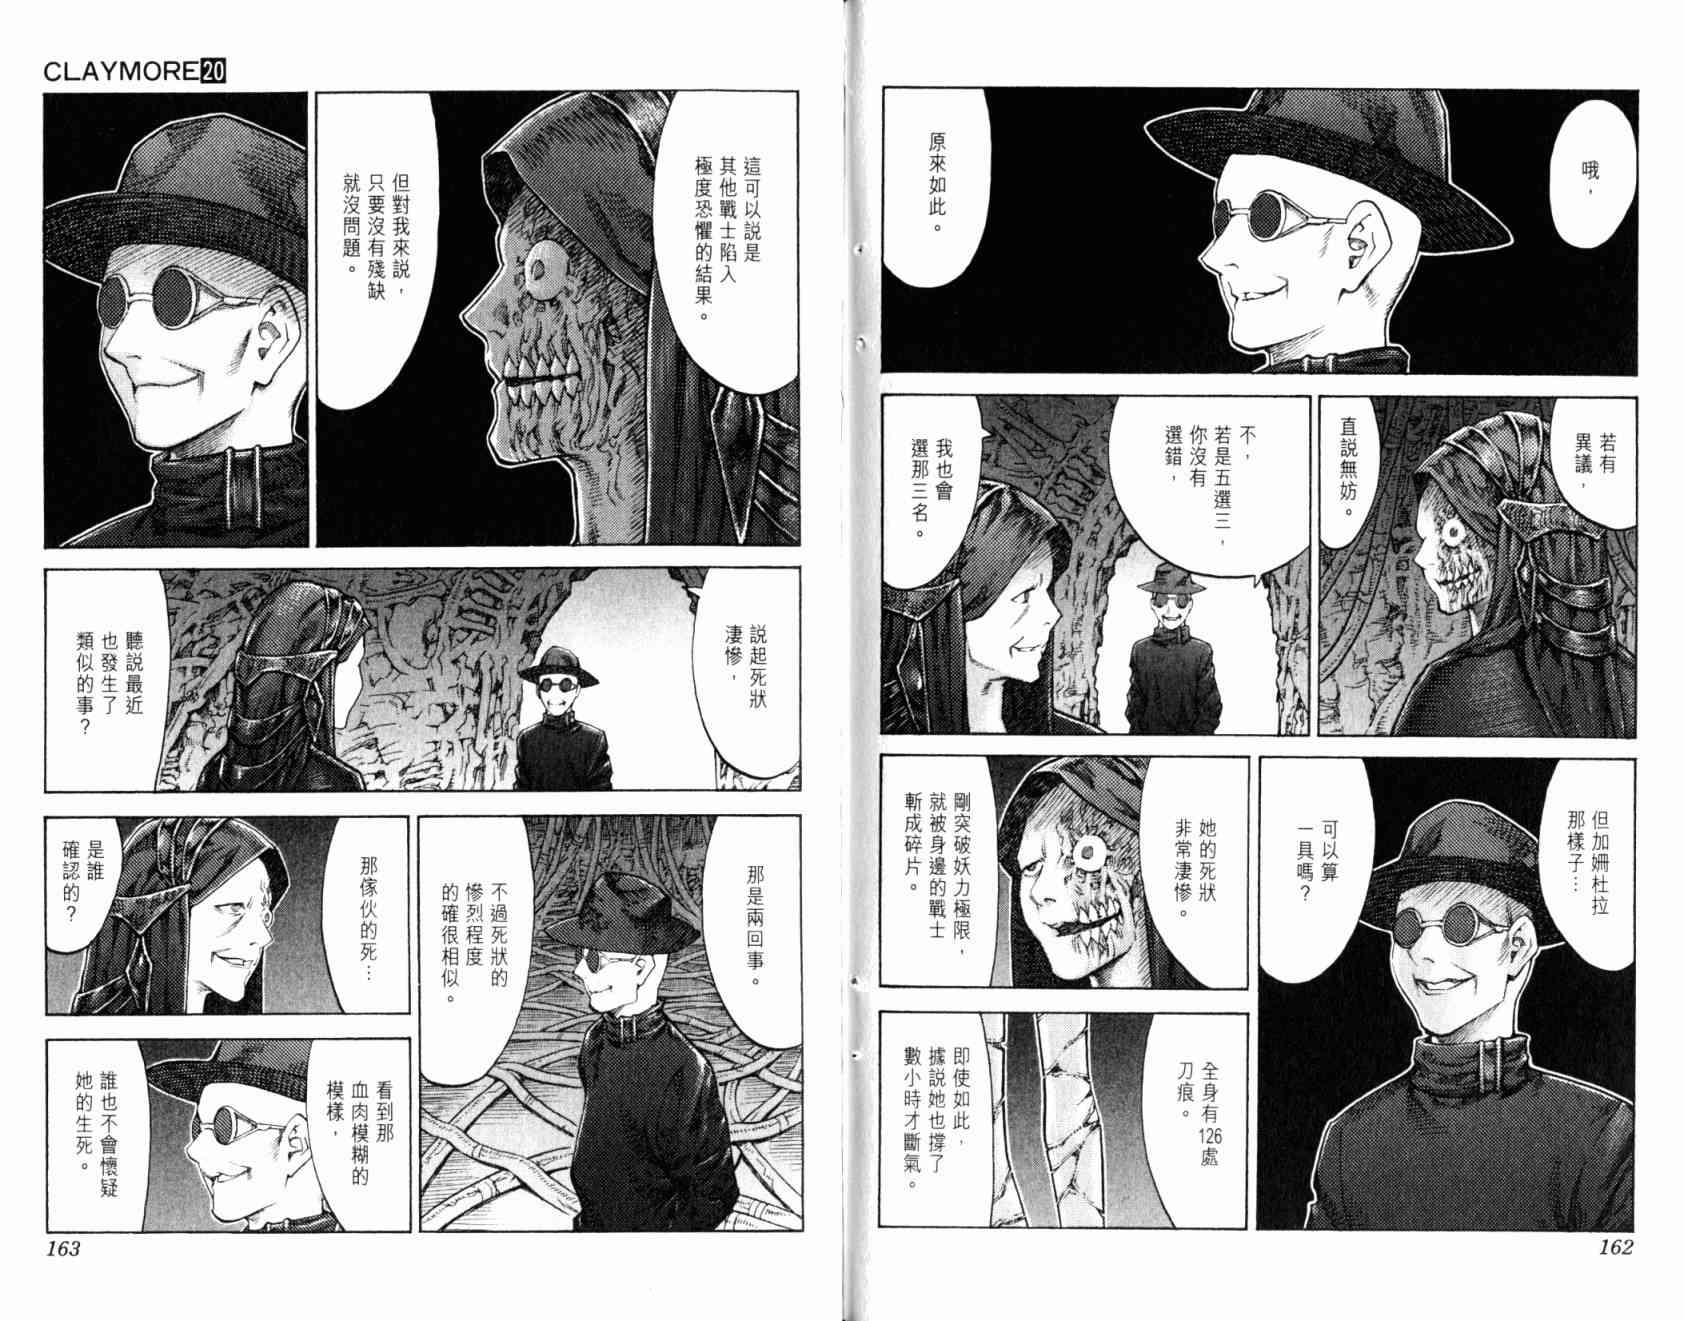 哦，
原來如此。
若有
異議，
直說無妨。
不，
若是五選三，
你沒有
選錯，
我也會
選那三名。
但加姍杜拉
那樣子…
可以算
一具嗎？
她的死狀
非常淒慘。
剛突破妖力極限，
就被身邊的戰士
斬成碎片。
全身有126處
刀痕。
即使如此，
據說她也撐了
數小時才斷氣。
162
CLAYMORE20
這可以說是
其他戰士陷入
極度恐懼的結果。
但對我來說，
只要沒有殘缺
就沒問題。
說起死狀
淒慘，
聽說最近
也發生了
類似的事？
那是兩回事。
不過死狀的
慘烈程度
的確很相似。
那傢伙的死…
是誰
確認的？
看到那
血肉模糊的
模樣，
誰也不會懷疑
她的生死。
163